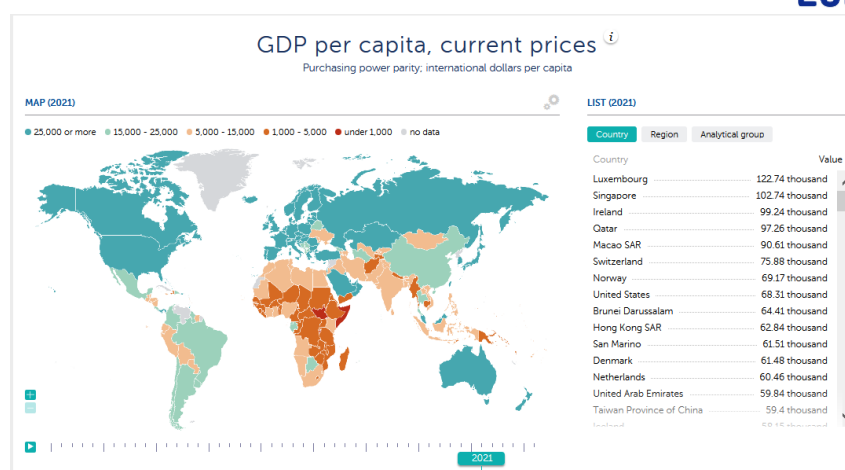 GDP per capita, current prices i
Purchasing power parity; international dollars per capita
MAP (2021)
25,000 or more 15,000 - 25,000 5,000 - 15,000 1,000 - 5,000 under 1,000 no data
+
−
2021
LIST (2021)
Country Region Analytical group
Country Value
Luxembourg 122.74 thousand
Singapore 102.74 thousand
Ireland 99.24 thousand
Qatar 97.26 thousand
Macao SAR 90.61 thousand
Switzerland 75.88 thousand
Norway 69.17 thousand
United States 68.31 thousand
Brunei Darussalam 64.41 thousand
Hong Kong SAR 62.84 thousand
San Marino 61.51 thousand
Denmark 61.48 thousand
Netherlands 60.46 thousand
United Arab Emirates 59.84 thousand
Taiwan Province of China 59.4 thousand